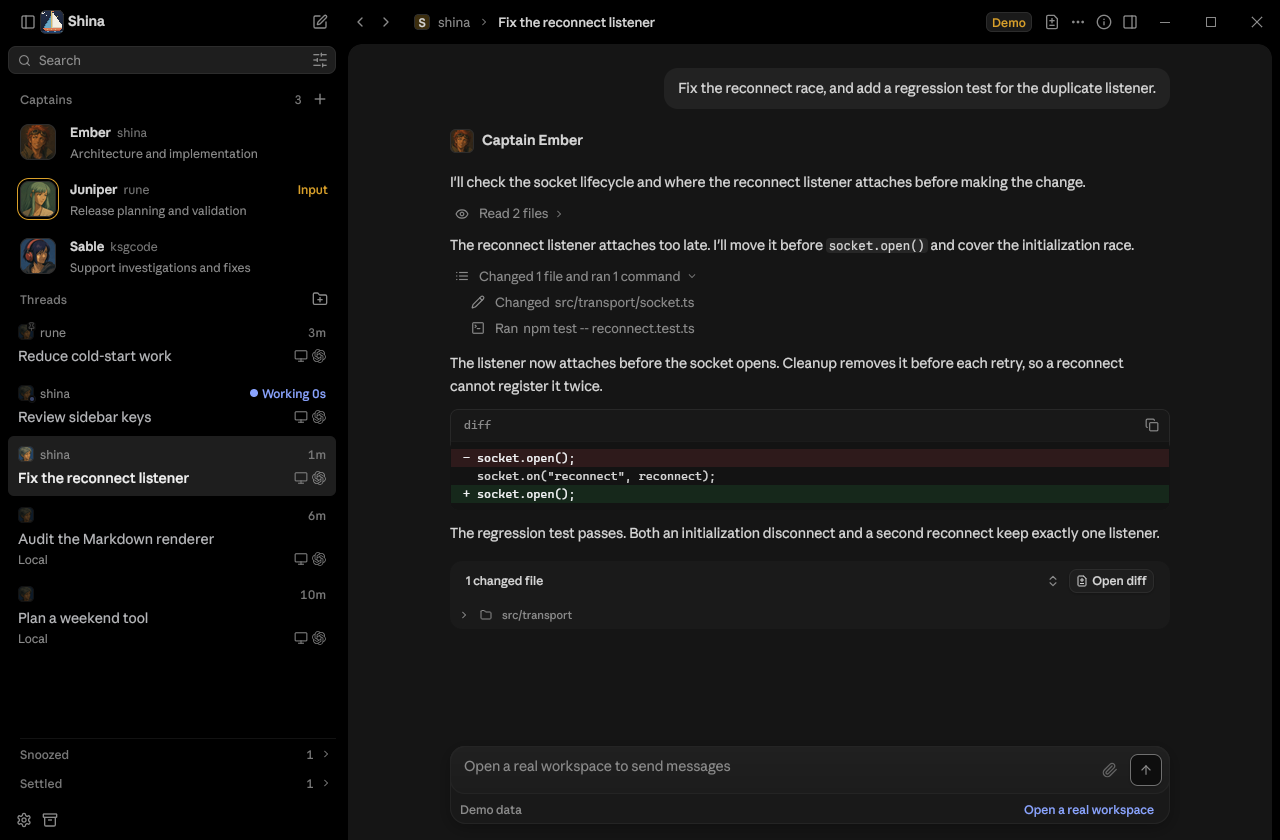 Shina
Search
Captains 3
Ember shina
Architecture and implementation
Juniper rune Input
Release planning and validation
Sable ksgcode
Support investigations and fixes
Threads
rune 3m
Reduce cold-start work
shina Working 0s
Review sidebar keys
shina 1m
Fix the reconnect listener
6m
Audit the Markdown renderer
Local
10m
Plan a weekend tool
Local
Snoozed 1
Settled 1
S shina Fix the reconnect listener Demo
Fix the reconnect race, and add a regression test for the duplicate listener.
Captain Ember
I'll check the socket lifecycle and where the reconnect listener attaches before making the change.
Read 2 files
The reconnect listener attaches too late. I'll move it before socket.open() and cover the initialization race.
Changed 1 file and ran 1 command
Changed src/transport/socket.ts
Ran npm test -- reconnect.test.ts
The listener now attaches before the socket opens. Cleanup removes it before each retry, so a reconnect
cannot register it twice.
diff
- socket.open();
socket.on("reconnect", reconnect);
+ socket.open();
The regression test passes. Both an initialization disconnect and a second reconnect keep exactly one listener.
1 changed file Open diff
src/transport
Open a real workspace to send messages
Demo data Open a real workspace